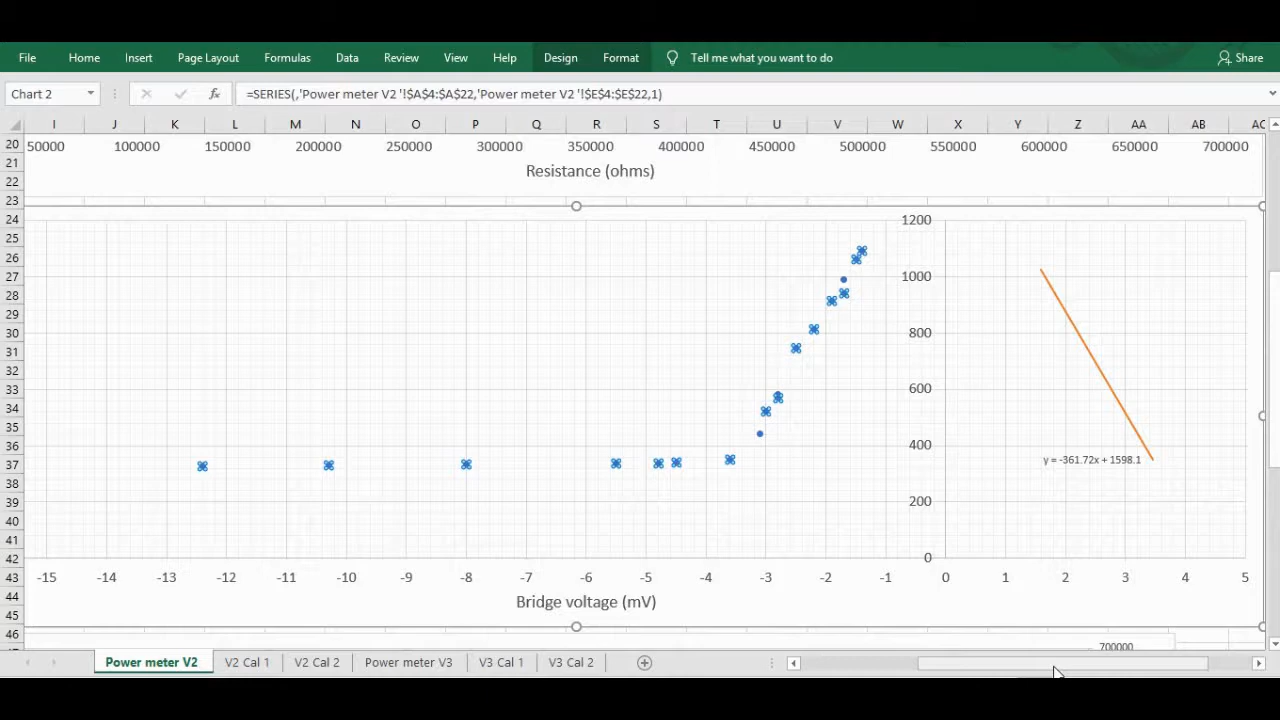 File Home Insert Page Layout Formulas Data Review View Help Design Format Tell me what you want to do Share
Chart 2 fx =SERIES(,'Power meter V2 '!$A$4:$A$22,'Power meter V2 '!$E$4:$E$22,1)
I J K L M N O P Q R S T U V W X Y Z AA AB AC
20 50000 100000 150000 200000 250000 300000 350000 400000 450000 500000 550000 600000 650000 700000
21 Resistance (ohms)
22
23
24 1200
25
26
27 1000
28
29
30 800
31
32
33 600
34
35
36 400
37 y = -361.72x + 1598.1
38
39 200
40
41
42 0
43 -15 -14 -13 -12 -11 -10 -9 -8 -7 -6 -5 -4 -3 -2 -1 0 1 2 3 4 5
44 Bridge voltage (mV)
45
46
700000
Power meter V2 V2 Cal 1 V2 Cal 2 Power meter V3 V3 Cal 1 V3 Cal 2